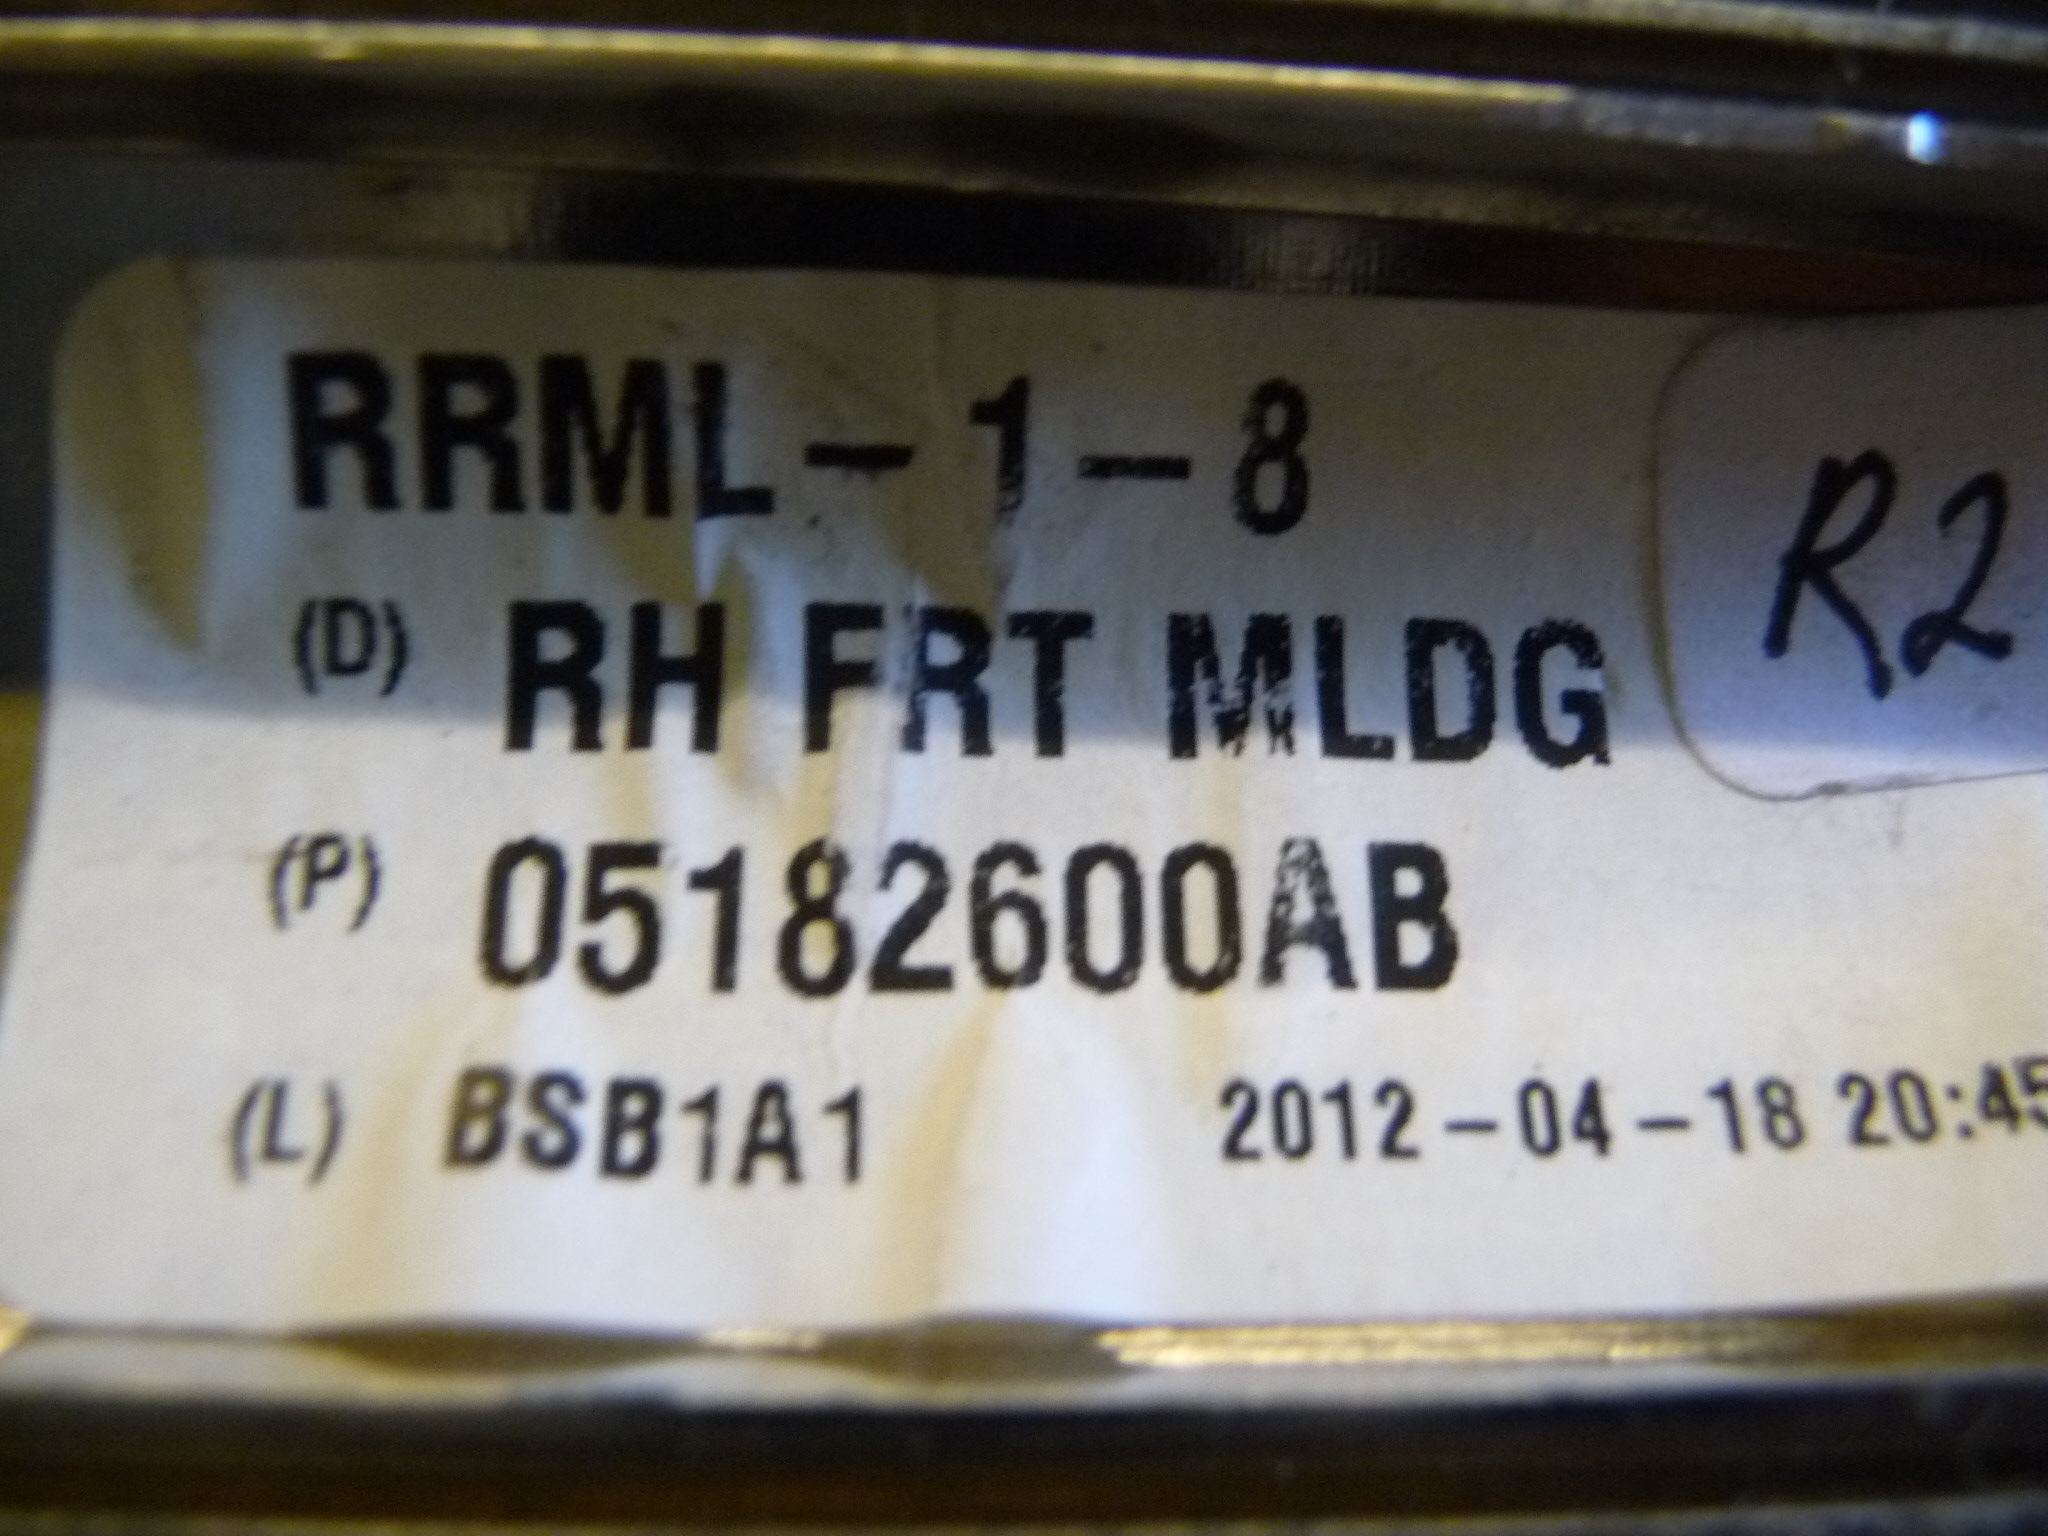 RRML-1-8
R2
(D) RH FRT MLDG
(P) 05182600AB
(L) BSB1A1 2012-04-18 20:45